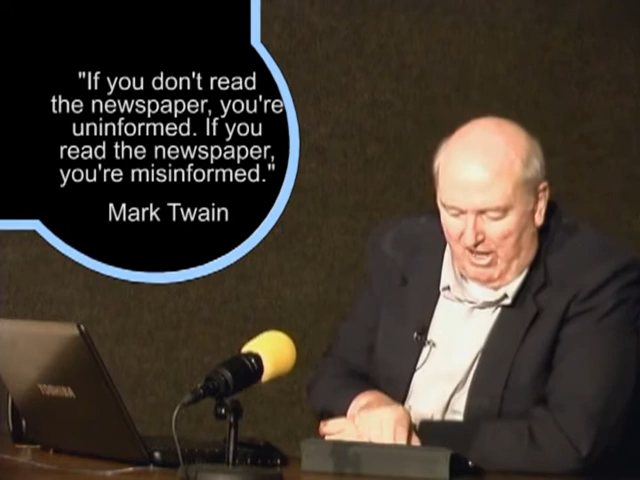 "If you don't read
the newspaper, you're
uninformed. If you
read the newspaper,
you're misinformed."
Mark Twain
TOSHIBA